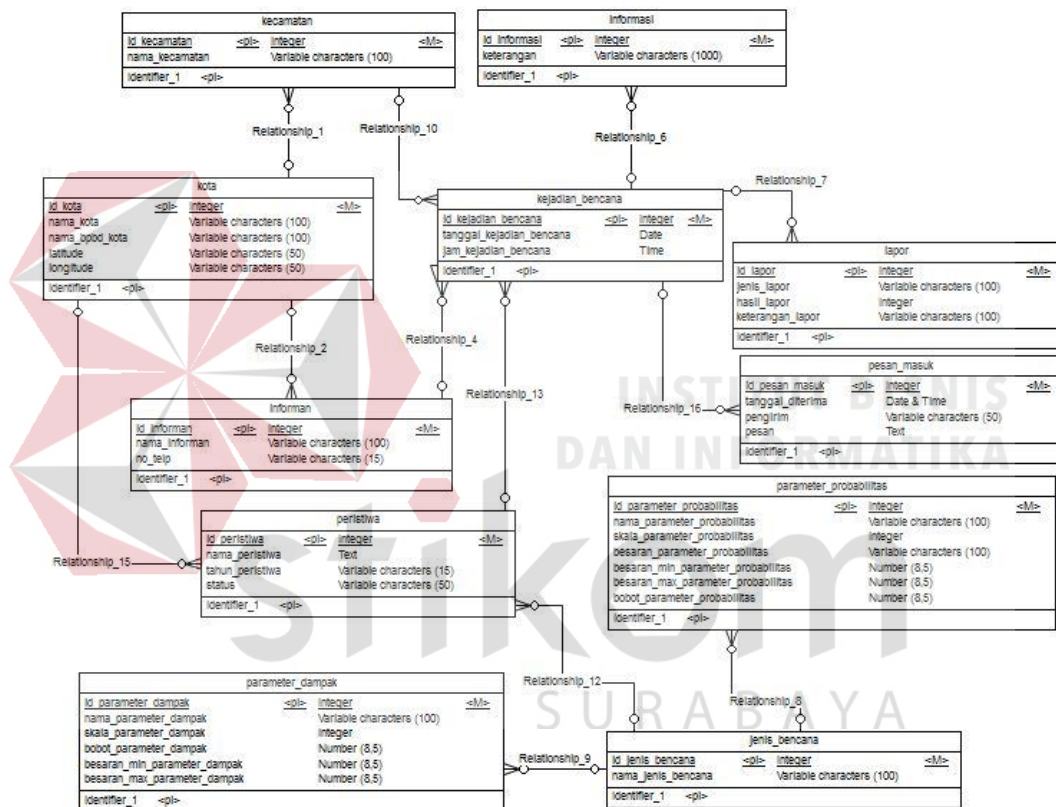 kecamatan
id_kecamatan <pi> Integer <M>
nama_kecamatan Variable characters (100)
Identifier_1 <pi>
informasi
id_informasi <pi> Integer <M>
keterangan Variable characters (1000)
Identifier_1 <pi>
Relationship_1
Relationship_10
Relationship_6
Relationship_7
kota
id_kota <pi> Integer <M>
nama_kota Variable characters (100)
nama_bpbd_kota Variable characters (100)
latitude Variable characters (50)
longitude Variable characters (50)
Identifier_1 <pi>
kejadian_bencana
id_kejadian_bencana <pi> Integer <M>
tanggal_kejadian_bencana Date
jam_kejadian_bencana Time
Identifier_1 <pi>
lapor
id_lapor <pi> Integer <M>
jenis_lapor Variable characters (100)
hasil_lapor Integer
keterangan_lapor Variable characters (100)
Identifier_1 <pi>
Relationship_2
Relationship_4
Relationship_13
Relationship_16
pesan_masuk
id_pesan_masuk <pi> Integer <M>
tanggal_diterima Date & Time
pengirim Variable characters (50)
pesan Text
Identifier_1 <pi>
INSTITUT BISNIS
DAN INFORMATIKA
informan
id_informan <pi> Integer <M>
nama_informan Variable characters (100)
no_telp Variable characters (15)
Identifier_1 <pi>
parameter_probabilitas
id_parameter_probabilitas <pi> Integer <M>
nama_parameter_probabilitas Variable characters (100)
skala_parameter_probabilitas Integer
besaran_parameter_probabilitas Variable characters (100)
besaran_min_parameter_probabilitas Number (8,5)
besaran_max_parameter_probabilitas Number (8,5)
bobot_parameter_probabilitas Number (8,5)
Identifier_1 <pi>
peristiwa
id_peristiwa <pi> Integer <M>
nama_peristiwa Text
tahun_peristiwa Variable characters (15)
status Variable characters (50)
Identifier_1 <pi>
Relationship_15
stikom
SURABAYA
Relationship_12
Relationship_8
parameter_dampak
id_parameter_dampak <pi> Integer <M>
nama_parameter_dampak Variable characters (100)
skala_parameter_dampak Integer
bobot_parameter_dampak Number (8,5)
besaran_min_parameter_dampak Number (8,5)
besaran_max_parameter_dampak Number (8,5)
Identifier_1 <pi>
Relationship_9
jenis_bencana
id_jenis_bencana <pi> Integer <M>
nama_jenis_bencana Variable characters (100)
Identifier_1 <pi>